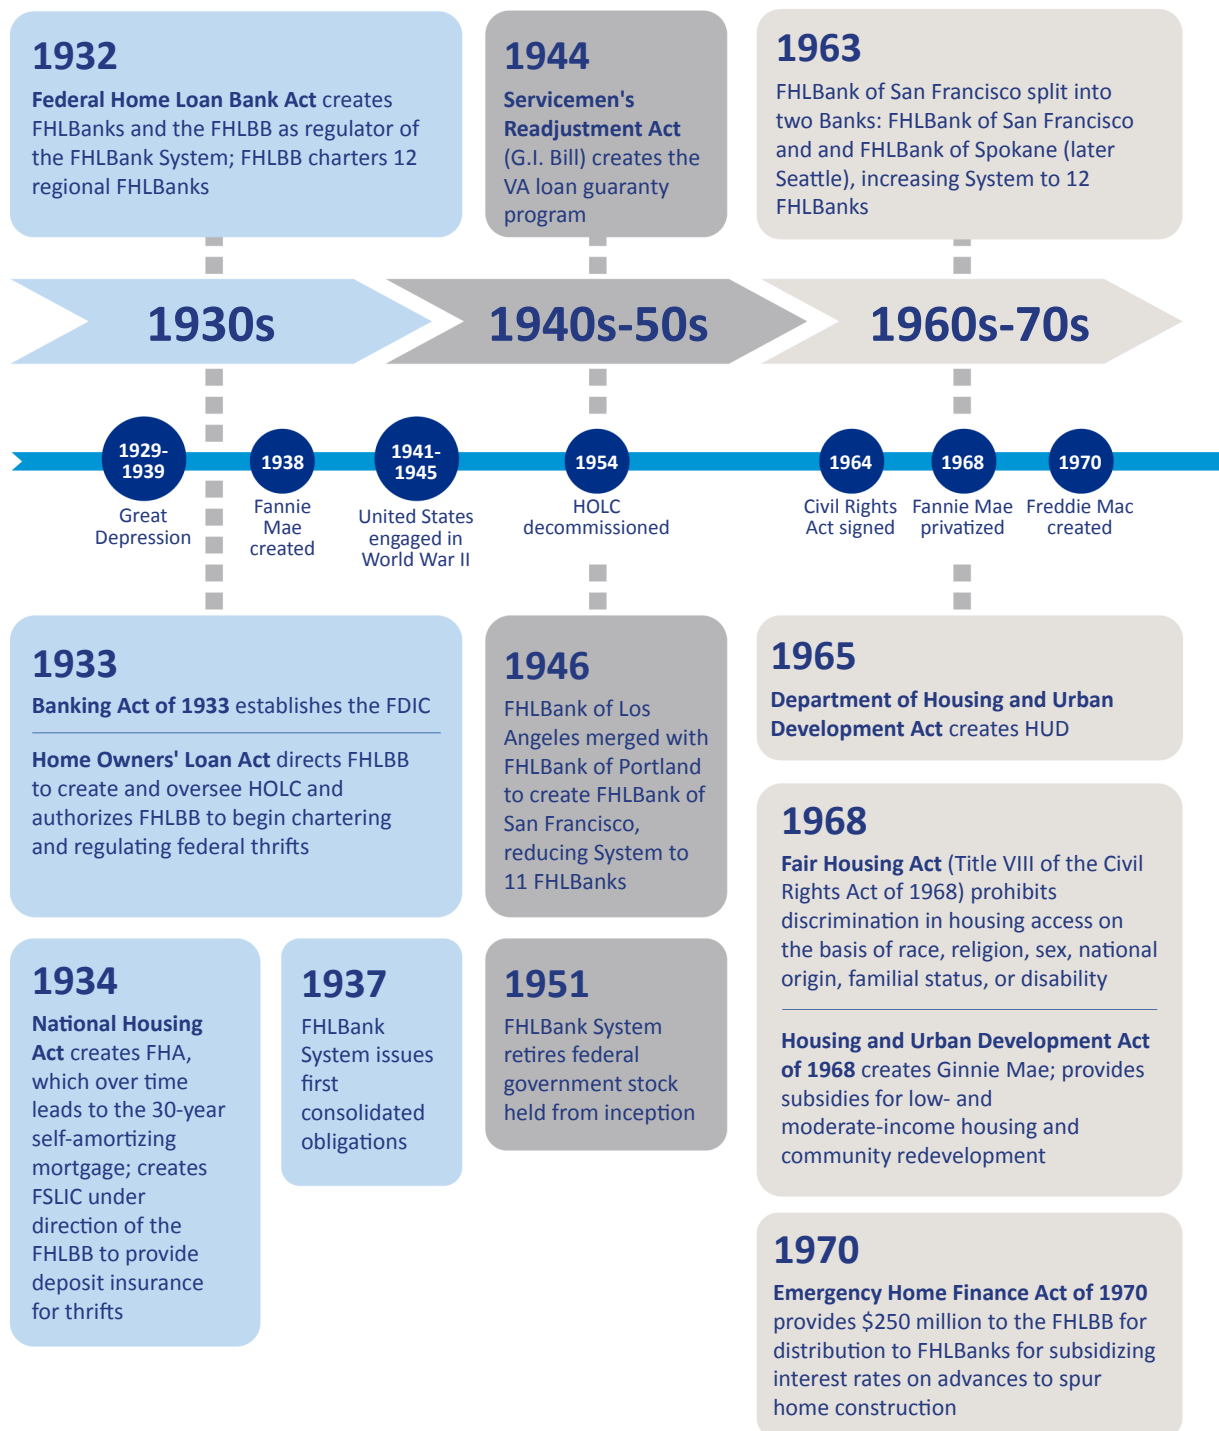 1932
Federal Home Loan Bank Act creates
FHLBanks and the FHLBB as regulator of
the FHLBank System; FHLBB charters 12
regional FHLBanks
1944
Servicemen's
Readjustment Act
(G.I. Bill) creates the
VA loan guaranty
program
1963
FHLBank of San Francisco split into
two Banks: FHLBank of San Francisco
and and FHLBank of Spokane (later
Seattle), increasing System to 12
FHLBanks
1930s
1940s-50s
1960s-70s
1929-
1939
Great
Depression
1938
Fannie
Mae
created
1941-
1945
United States
engaged in
World War II
1954
HOLC
decommissioned
1964
Civil Rights
Act signed
1968
Fannie Mae
privatized
1970
Freddie Mac
created
1933
Banking Act of 1933 establishes the FDIC
Home Owners' Loan Act directs FHLBB
to create and oversee HOLC and
authorizes FHLBB to begin chartering
and regulating federal thrifts
1934
National Housing
Act creates FHA,
which over time
leads to the 30-year
self-amortizing
mortgage; creates
FSLIC under
direction of the
FHLBB to provide
deposit insurance
for thrifts
1937
FHLBank
System issues
first
consolidated
obligations
1946
FHLBank of Los
Angeles merged with
FHLBank of Portland
to create FHLBank of
San Francisco,
reducing System to
11 FHLBanks
1951
FHLBank System
retires federal
government stock
held from inception
1965
Department of Housing and Urban
Development Act creates HUD
1968
Fair Housing Act (Title VIII of the Civil
Rights Act of 1968) prohibits
discrimination in housing access on
the basis of race, religion, sex, national
origin, familial status, or disability
Housing and Urban Development Act
of 1968 creates Ginnie Mae; provides
subsidies for low- and
moderate-income housing and
community redevelopment
1970
Emergency Home Finance Act of 1970
provides $250 million to the FHLBB for
distribution to FHLBanks for subsidizing
interest rates on advances to spur
home construction